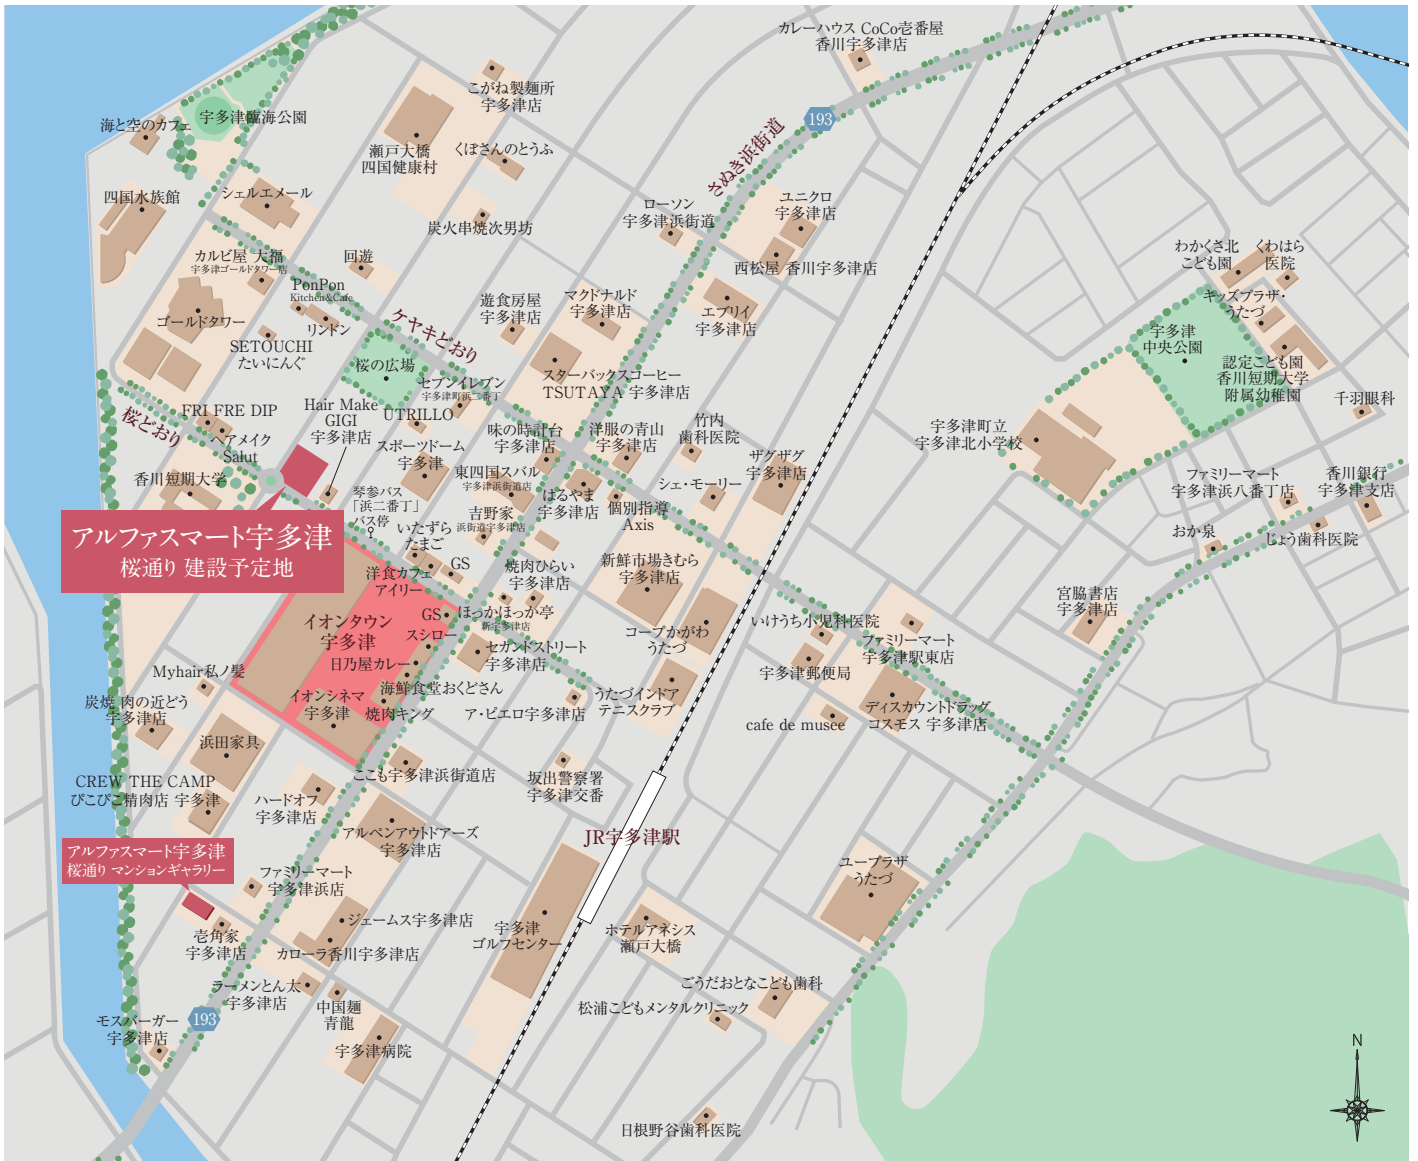 カレーハウス CoCo壱番屋
香川宇多津店
こがね製麺所
宇多津店
宇多津臨海公園
海と空のカフェ
193
瀬戸大橋
四国健康村
くぼさんのとうふ
さぬき浜街道
四国水族館
シェルエメール
炭火串焼次男坊
ローソン
宇多津浜街道
ユニクロ
宇多津店
西松屋 香川宇多津店
わかくさ北
こども園
くわはら
医院
カルビ屋 大福
宇多津ゴールドタワー店
回遊
PonPon
Kitchen&Cafe
リンドン
ゴールドタワー
SETOUCHI
たいにんぐ
遊食房屋
宇多津店
マクドナルド
宇多津店
エブリイ
宇多津店
キッズプラザ・
うたづ
宇多津
中央公園
ケヤキどおり
桜の広場
スターバックスコーヒー
TSUTAYA 宇多津店
認定こども園
香川短期大学
附属幼稚園
千羽眼科
セブンイレブン
宇多津町浜二番丁
UTRILLO
FRI FRE DIP
桜どおり
ヘアメイク
Salut
Hair Make
GIGI
宇多津店
スポーツドーム
宇多津
味の時計台
宇多津店
洋服の青山
宇多津店
竹内
歯科医院
ザグザグ
宇多津店
宇多津町立
宇多津北小学校
香川短期大学
琴参バス
「浜二番丁」
バス停
東四国スバル
宇多津浜街道店
はるやま
宇多津店
シェ・モーリー
個別指導
Axis
ファミリーマート
宇多津浜八番丁店
香川銀行
宇多津支店
アルファスマート宇多津
桜通り 建設予定地
吉野家
浜街道宇多津店
いたずら
たまご
GS
おか泉
じょう歯科医院
洋食カフェ
アイリー
焼肉ひらい
宇多津店
新鮮市場きむら
宇多津店
宮脇書店
宇多津店
イオンタウン
宇多津
GS
スシロー
ほっかほっか亭
新宇多津店
コープかがわ
うたづ
いけうち小児科医院
ファミリーマート
宇多津駅東店
日乃屋カレー
セカンドストリート
宇多津店
宇多津郵便局
Myhair私ノ髪
海鮮食堂おくどさん
イオンシネマ
宇多津
焼肉キング
ア・ピエロ宇多津店
うたづインドア
テニスクラブ
ディスカウントドラッグ
コスモス 宇多津店
cafe de musee
炭焼 肉の近どう
宇多津店
浜田家具
ここも宇多津浜街道店
坂出警察署
宇多津交番
CREW THE CAMP
ぴこぴこ精肉店 宇多津
ハードオフ
宇多津店
アルペンアウトドアーズ
宇多津店
JR宇多津駅
アルファスマート宇多津
桜通り マンションギャラリー
ファミリーマート
宇多津浜店
ユープラザ
うたづ
ジェームス宇多津店
壱角家
宇多津店
カローラ香川宇多津店
宇多津
ゴルフセンター
ホテルアネシス
瀬戸大橋
ラーメンとん太
宇多津店
中国麺
青龍
ごうだおとなこども歯科
松浦こどもメンタルクリニック
193
モスバーガー
宇多津店
宇多津病院
N
日根野谷歯科医院